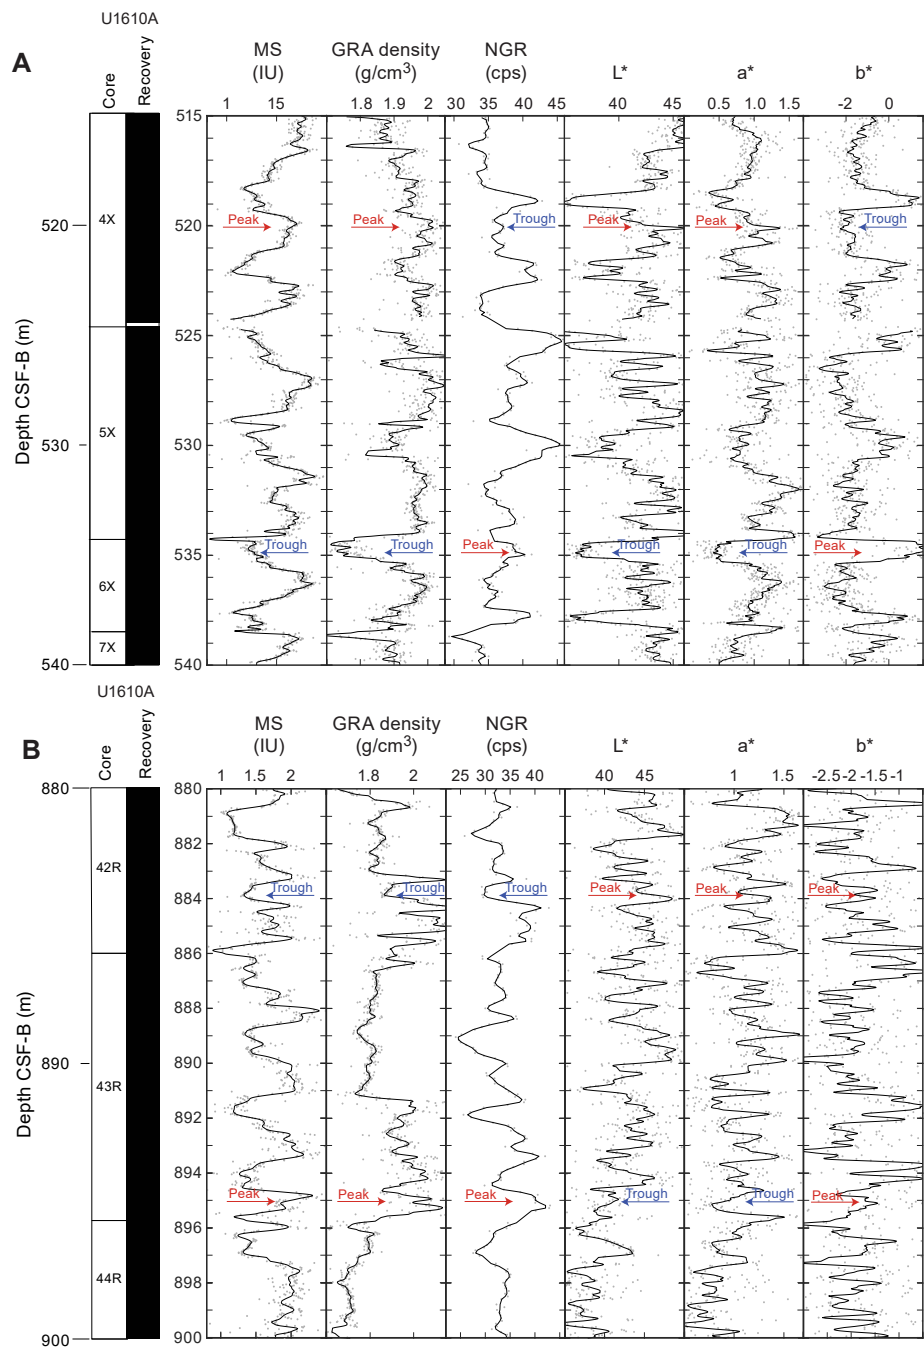 U1610A
A
Core
Recovery
MS
(IU)
GRA density
(g/cm³)
NGR
(cps)
L*
a*
b*
1 15
1.8 1.9 2
30 35 40 45
40 45
0.5 1.0 1.5
-2 0
Depth CSF-B (m)
515
520
525
530
535
540
520
530
540
4X
5X
6X
7X
Peak
Peak
Trough
Peak
Peak
Trough
Trough
Trough
Peak
Trough
Trough
Peak
U1610A
B
Core
Recovery
MS
(IU)
GRA density
(g/cm³)
NGR
(cps)
L*
a*
b*
1 1.5 2
1.8 2
25 30 35 40
40 45
1 1.5
-2.5 -2 -1.5 -1
Depth CSF-B (m)
880
890
900
880
882
884
886
888
890
892
894
896
898
900
42R
43R
44R
Trough
Trough
Trough
Peak
Peak
Peak
Peak
Peak
Peak
Trough
Trough
Peak